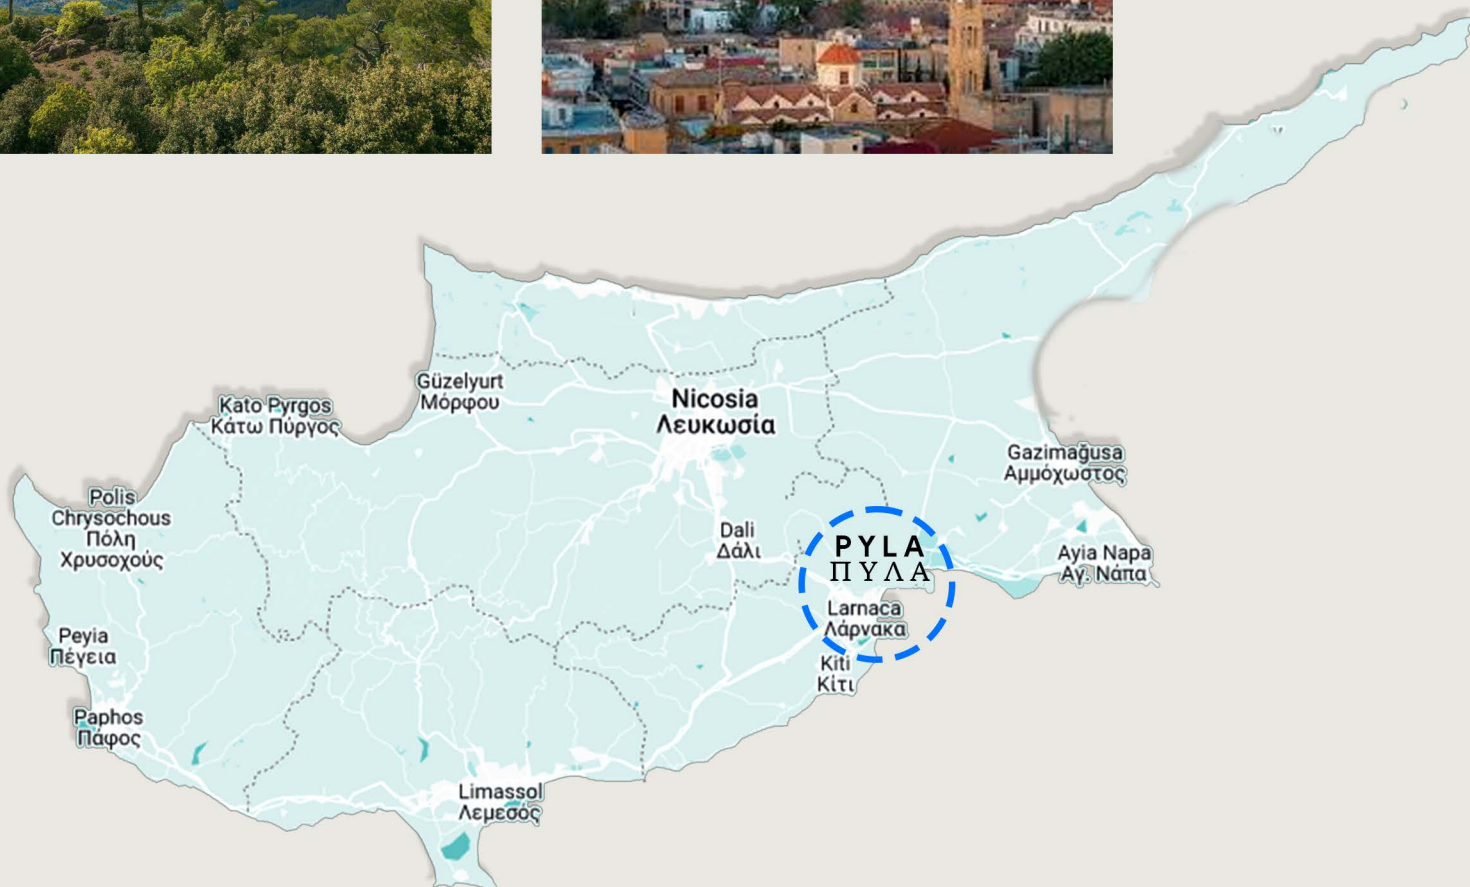 Güzelyurt
Μόρφου
Nicosia
Λευκωσία
Kato Pyrgos
Κάτω Πύργος
Gazimağusa
Αμμόχωστος
Polis
Chrysochous
Πόλη
Χρυσοχούς
Dali
Δάλι
PYLA
ΠΥΛΑ
Ayia Napa
Αγ. Νάπα
Larnaca
Λάρνακα
Peyia
Πέγεια
Kiti
Κίτι
Paphos
Πάφος
Limassol
Λεμεσός